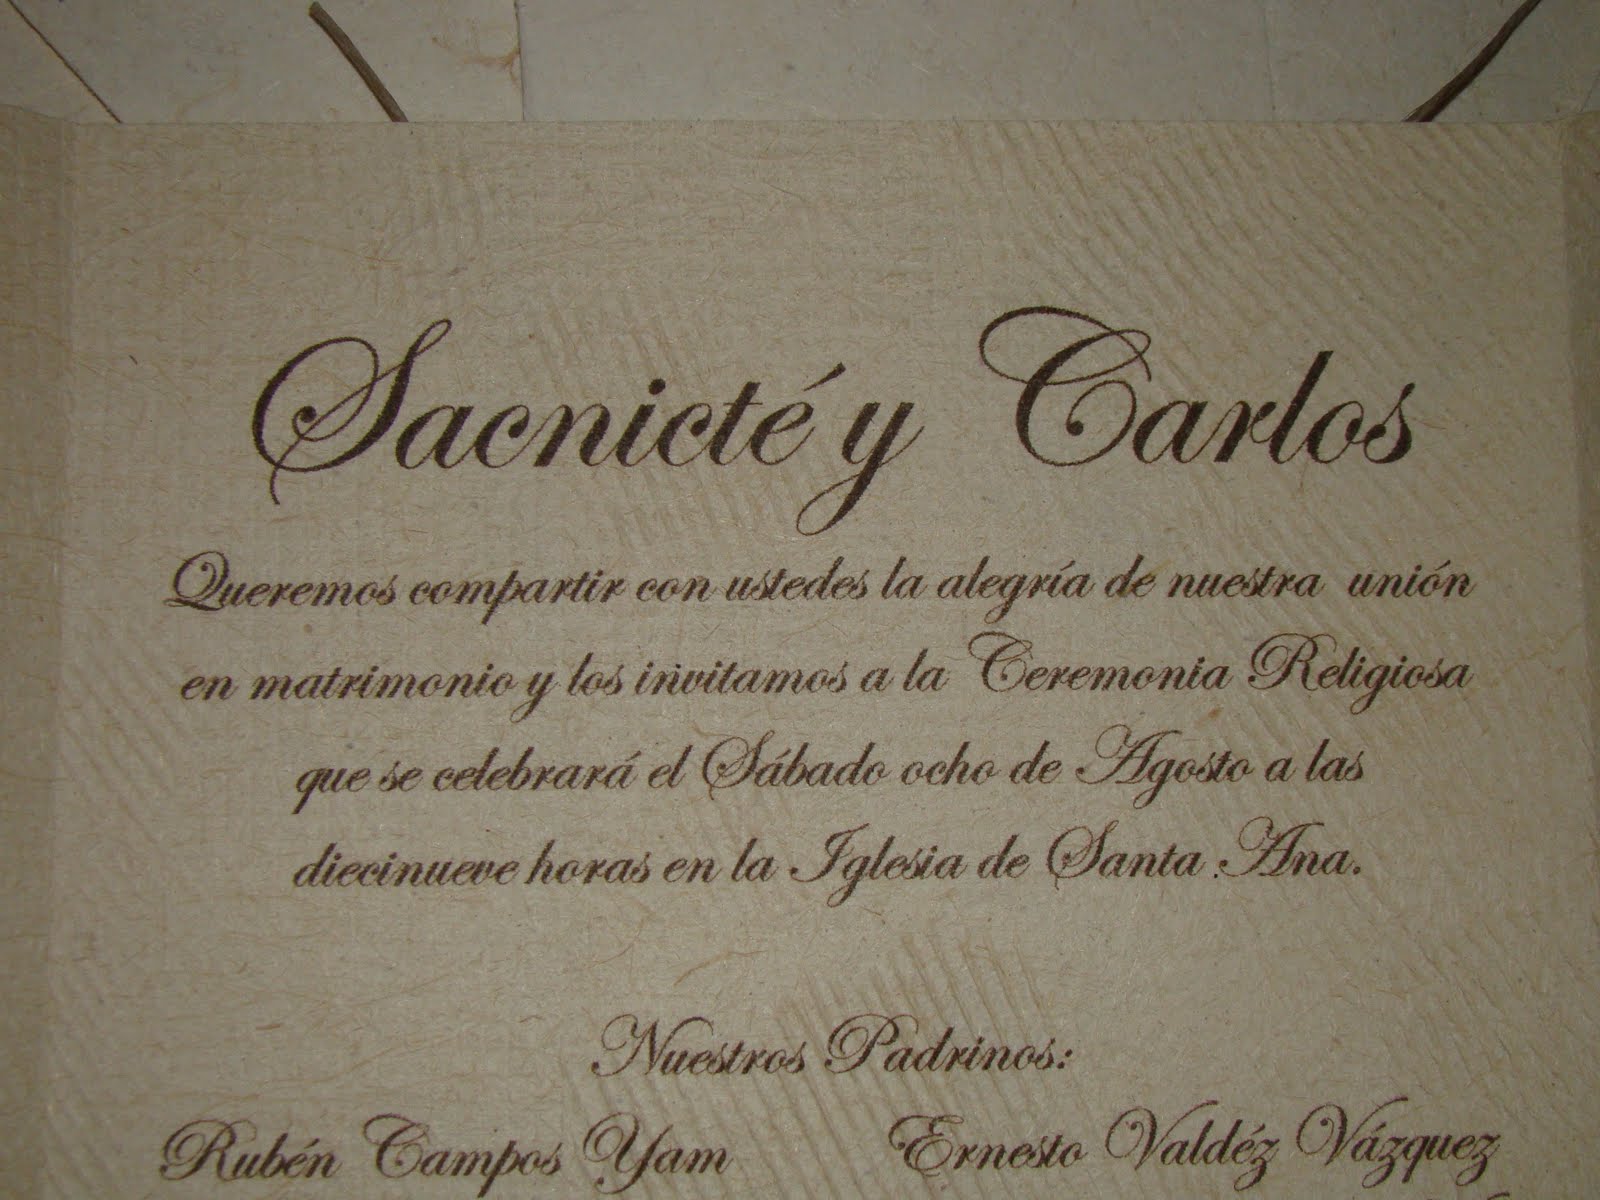 Sacnicté y Carlos
Queremos compartir con ustedes la alegría de nuestra unión
en matrimonio y los invitamos a la Ceremonia Religiosa
que se celebrará el Sábado ocho de Agosto a las
diecinueve horas en la Iglesia de Santa Ana.
Nuestros Padrinos:
Rubén Campos Yam Ernesto Valdéz Vázquez